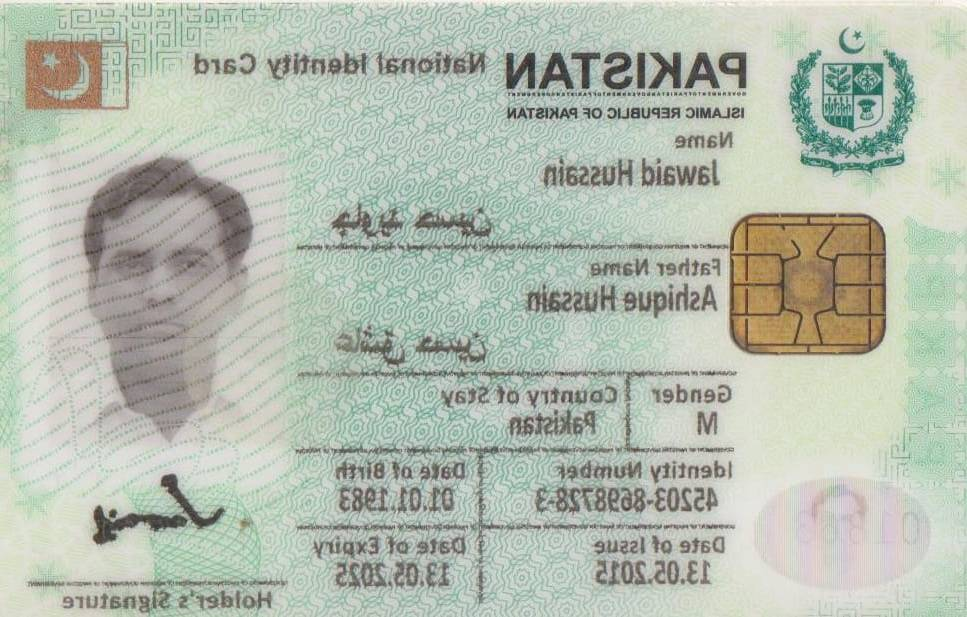 PAKISTAN National Identity Card
ISLAMIC REPUBLIC OF PAKISTAN
Name
Jawaid Hussain
جاوید حسین
Father Name
Ashique Hussain
عاشق حسین
Gender Country of Stay
M Pakistan
Identity Number Date of Birth
45203-8698728-3 01.01.1983
Date of Issue Date of Expiry
13.05.2015 13.05.2025
Holder's Signature